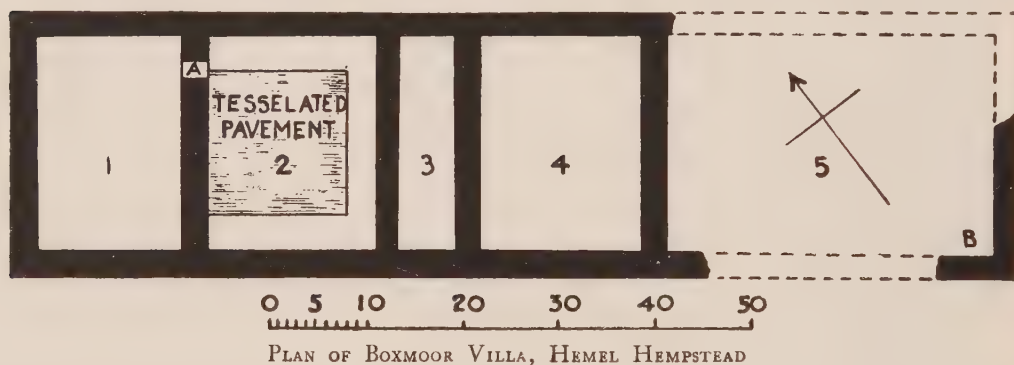 A
TESSELATED
PAVEMENT
1
2
3
4
5
B
0 5 10 20 30 40 50
PLAN OF BOXMOOR VILLA, HEMEL HEMPSTEAD